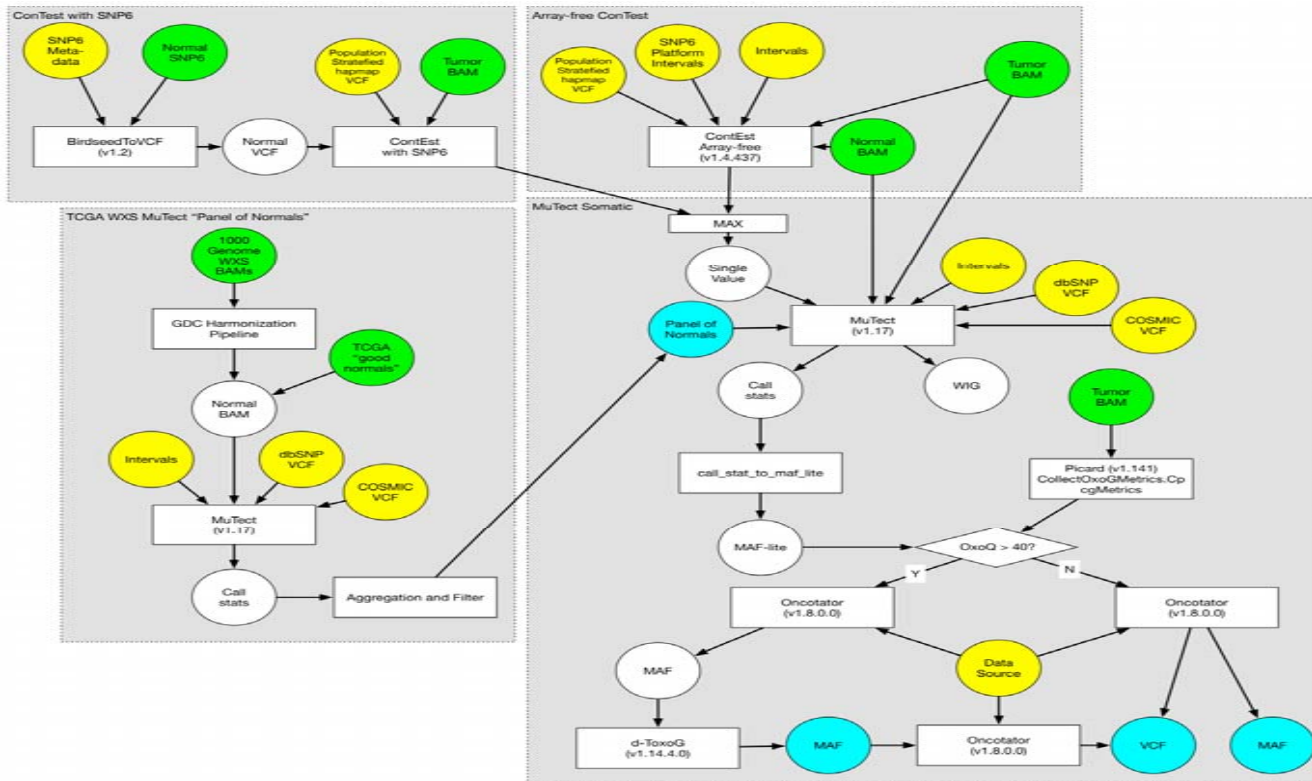 ConTest with SNP6
SNP6
Meta-
data
Normal
SNP6
Population
Stratefied
hapmap
VCF
Tumor
BAM
BirdseedToVCF
(v1.2)
Normal
VCF
ContEst
with SNP6
Array-free ConTest
Population
Stratefied
hapmap
VCF
SNP6
Platform
Intervals
Intervals
Tumor
BAM
ContEst
Array-free
(v1.4.437)
Normal
BAM
TCGA WXS MuTect "Panel of Normals"
1000
Genome
WXS
BAMs
GDC Harmonization
Pipeline
TCGA
"good
normals"
Normal
BAM
Intervals
dbSNP
VCF
COSMIC
VCF
MuTect
(v1.17)
Call
stats
Aggregation and Filter
MuTect Somatic
MAX
Single
Value
Intervals
dbSNP
VCF
COSMIC
VCF
Panel of
Normals
MuTect
(v1.17)
Call
stats
WIG
Tumor
BAM
call_stat_to_maf_lite
Picard (v1.141)
CollectOxoGMetrics.Cp
cgMetrics
MAF-lite
OxoQ > 40?
Y
N
Oncotator
(v1.8.0.0)
Oncotator
(v1.8.0.0)
MAF
Data
Source
d-ToxoG
(v1.14.4.0)
MAF
Oncotator
(v1.8.0.0)
VCF
MAF